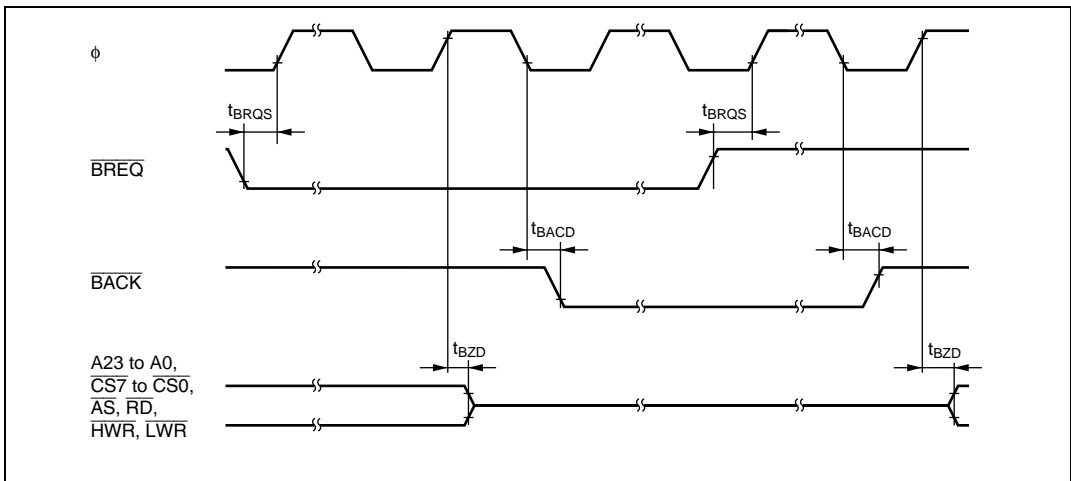 ϕ
tBRQS
tBRQS
BREQ
tBACD
tBACD
BACK
tBZD
tBZD
A23 to A0,
CS7 to CS0,
AS, RD,
HWR, LWR